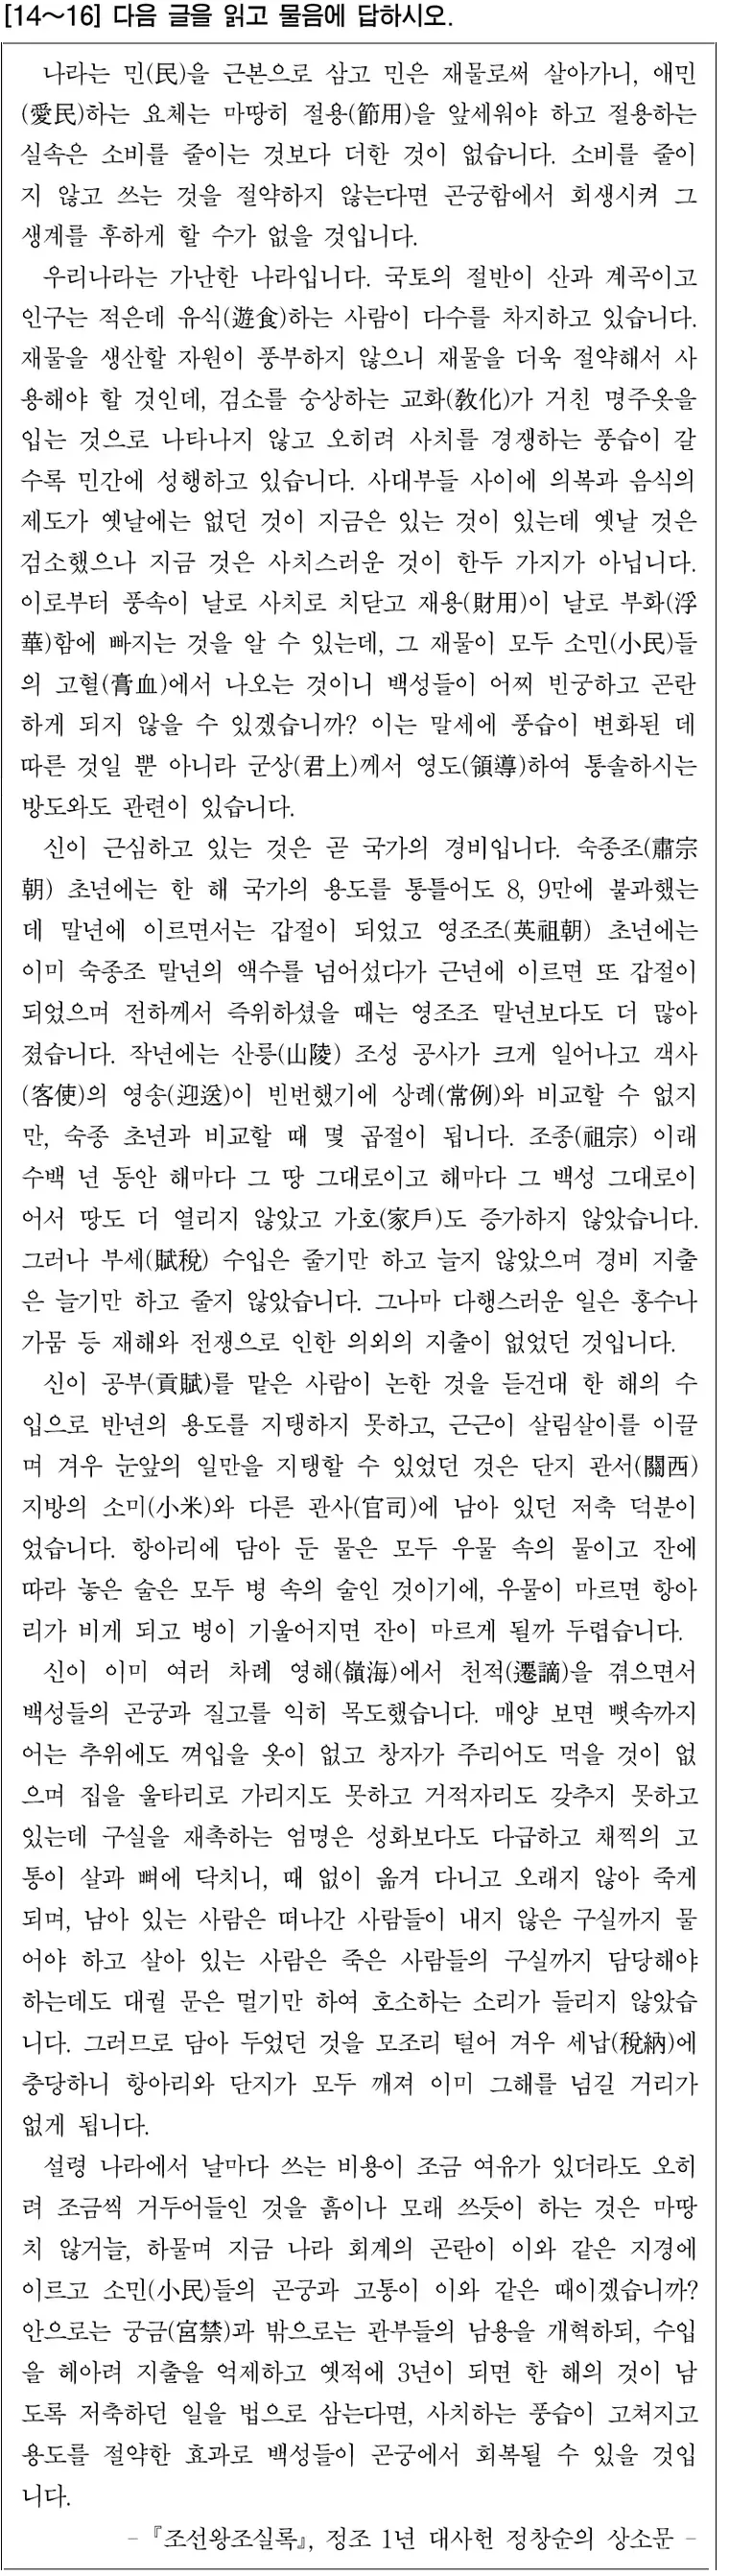 [14～16] 다음 글을 읽고 물음에 답하시오.
나라는 민(民)을 근본으로 삼고 민은 재물로써 살아가니, 애민
(愛民)하는 요체는 마땅히 절용(節用)을 앞세워야 하고 절용하는
실속은 소비를 줄이는 것보다 더한 것이 없습니다. 소비를 줄이
지 않고 쓰는 것을 절약하지 않는다면 곤궁함에서 회생시켜 그
생계를 후하게 할 수가 없을 것입니다.
우리나라는 가난한 나라입니다. 국토의 절반이 산과 계곡이고
인구는 적은데 유식(遊食)하는 사람이 다수를 차지하고 있습니다.
재물을 생산할 자원이 풍부하지 않으니 재물을 더욱 절약해서 사
용해야 할 것인데, 검소를 숭상하는 교화(敎化)가 거친 명주옷을
입는 것으로 나타나지 않고 오히려 사치를 경쟁하는 풍습이 갈
수록 민간에 성행하고 있습니다. 사대부들 사이에 의복과 음식의
제도가 옛날에는 없던 것이 지금은 있는 것이 있는데 옛날 것은
검소했으나 지금 것은 사치스러운 것이 한두 가지가 아닙니다.
이로부터 풍속이 날로 사치로 치닫고 재용(財用)이 날로 부화(浮
華)함에 빠지는 것을 알 수 있는데, 그 재물이 모두 소민(小民)들
의 고혈(膏血)에서 나오는 것이니 백성들이 어찌 빈궁하고 곤란
하게 되지 않을 수 있겠습니까? 이는 말세에 풍습이 변화된 데
따른 것일 뿐 아니라 군상(君上)께서 영도(領導)하여 통솔하시는
방도와도 관련이 있습니다.
신이 근심하고 있는 것은 곧 국가의 경비입니다. 숙종조(肅宗
朝) 초년에는 한 해 국가의 용도를 통틀어도 8, 9만에 불과했는
데 말년에 이르면서는 갑절이 되었고 영조조(英祖朝) 초년에는
이미 숙종조 말년의 액수를 넘어섰다가 근년에 이르면 또 갑절이
되었으며 전하께서 즉위하셨을 때는 영조조 말년보다도 더 많아
졌습니다. 작년에는 산릉(山陵) 조성 공사가 크게 일어나고 객사
(客使)의 영송(迎送)이 빈번했기에 상례(常例)와 비교할 수 없지
만, 숙종 초년과 비교할 때 몇 곱절이 됩니다. 조종(祖宗) 이래
수백 년 동안 해마다 그 땅 그대로이고 해마다 그 백성 그대로이
어서 땅도 더 열리지 않았고 가호(家戶)도 증가하지 않았습니다.
그러나 부세(賦稅) 수입은 줄기만 하고 늘지 않았으며 경비 지출
은 늘기만 하고 줄지 않았습니다. 그나마 다행스러운 일은 홍수나
가뭄 등 재해와 전쟁으로 인한 의외의 지출이 없었던 것입니다.
신이 공부(貢賦)를 맡은 사람이 논한 것을 듣건대 한 해의 수
입으로 반년의 용도를 지탱하지 못하고, 근근이 살림살이를 이끌
며 겨우 눈앞의 일만을 지탱할 수 있었던 것은 단지 관서(關西)
지방의 소미(小米)와 다른 관사(官司)에 남아 있던 저축 덕분이
었습니다. 항아리에 담아 둔 물은 모두 우물 속의 물이고 잔에
따라 놓은 술은 모두 병 속의 술인 것이기에, 우물이 마르면 항아
리가 비게 되고 병이 기울어지면 잔이 마르게 될까 두렵습니다.
신이 이미 여러 차례 영해(嶺海)에서 천적(遷謫)을 겪으면서
백성들의 곤궁과 질고를 익히 목도했습니다. 매양 보면 뼛속까지
어는 추위에도 껴입을 옷이 없고 창자가 주리어도 먹을 것이 없
으며 집을 울타리로 가리지도 못하고 거적자리도 갖추지 못하고
있는데 구실을 재촉하는 엄명은 성화보다도 다급하고 채찍의 고
통이 살과 뼈에 닥치니, 때 없이 옮겨 다니고 오래지 않아 죽게
되며, 남아 있는 사람은 떠나간 사람들이 내지 않은 구실까지 물
어야 하고 살아 있는 사람은 죽은 사람들의 구실까지 담당해야
하는데도 대궐 문은 멀기만 하여 호소하는 소리가 들리지 않았습
니다. 그러므로 담아 두었던 것을 모조리 털어 겨우 세납(稅納)에
충당하니 항아리와 단지가 모두 깨져 이미 그해를 넘길 거리가
없게 됩니다.
설령 나라에서 날마다 쓰는 비용이 조금 여유가 있더라도 오히
려 조금씩 거두어들인 것을 흙이나 모래 쓰듯이 하는 것은 마땅
치 않거늘, 하물며 지금 나라 회계의 곤란이 이와 같은 지경에
이르고 소민(小民)들의 곤궁과 고통이 이와 같은 때이겠습니까?
안으로는 궁금(宮禁)과 밖으로는 관부들의 남용을 개혁하되, 수입
을 헤아려 지출을 억제하고 옛적에 3년이 되면 한 해의 것이 남
도록 저축하던 일을 법으로 삼는다면, 사치하는 풍습이 고쳐지고
용도를 절약한 효과로 백성들이 곤궁에서 회복될 수 있을 것입
니다.
- 『조선왕조실록』, 정조 1년 대사헌 정창순의 상소문 -